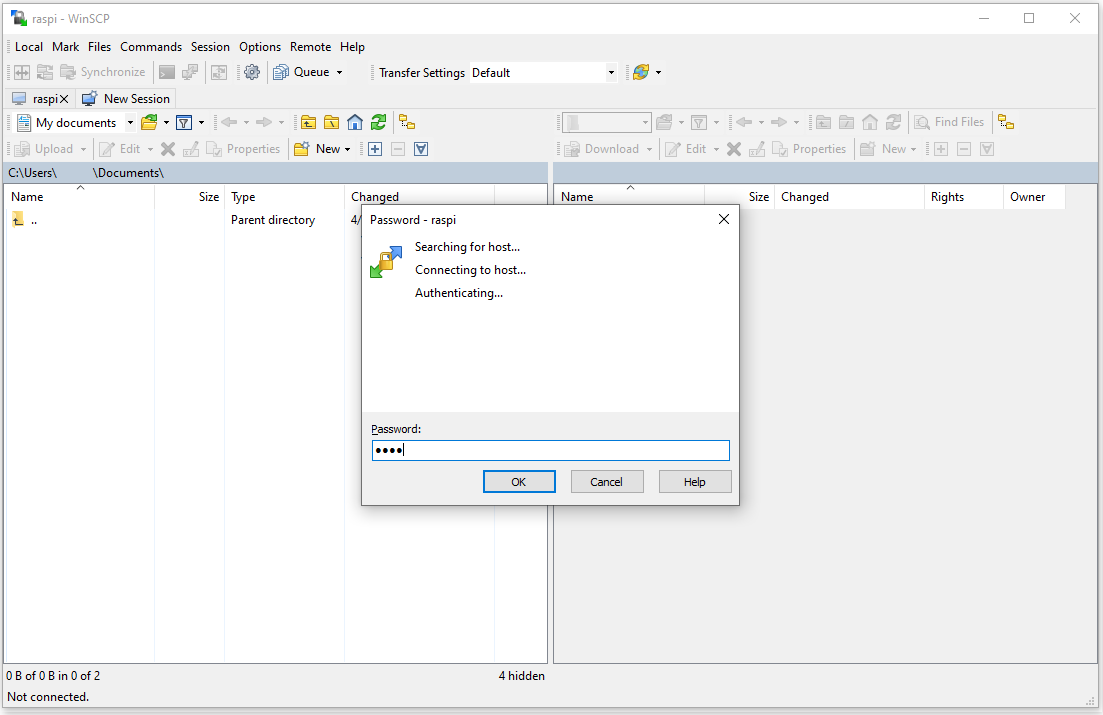 raspi - WinSCP
Local Mark Files Commands Session Options Remote Help
Synchronize Queue Transfer Settings Default
raspi New Session
My documents Find Files
Upload Edit Properties New Download Edit Properties New
C:\Users\ \Documents\
Name Size Type Changed Name Size Changed Rights Owner
.. Parent directory 4/
Password - raspi
Searching for host...
Connecting to host...
Authenticating...
Password:
••••
OK Cancel Help
0 B of 0 B in 0 of 2 4 hidden
Not connected.